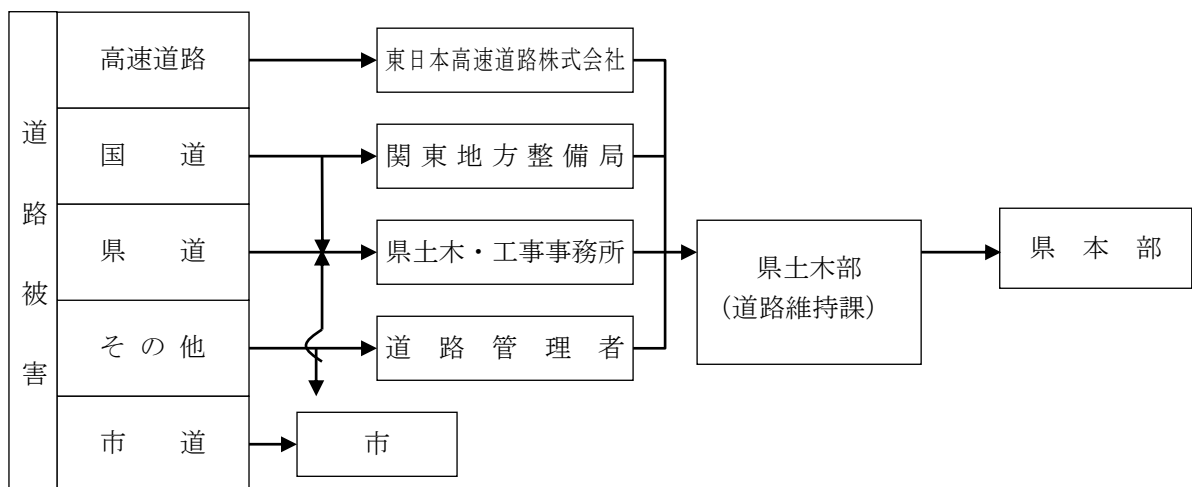 道路被害
高速道路
東日本高速道路株式会社
国道
関東地方整備局
県道
県土木・工事事務所
県土木部
(道路維持課)
県本部
その他
道路管理者
市道
市